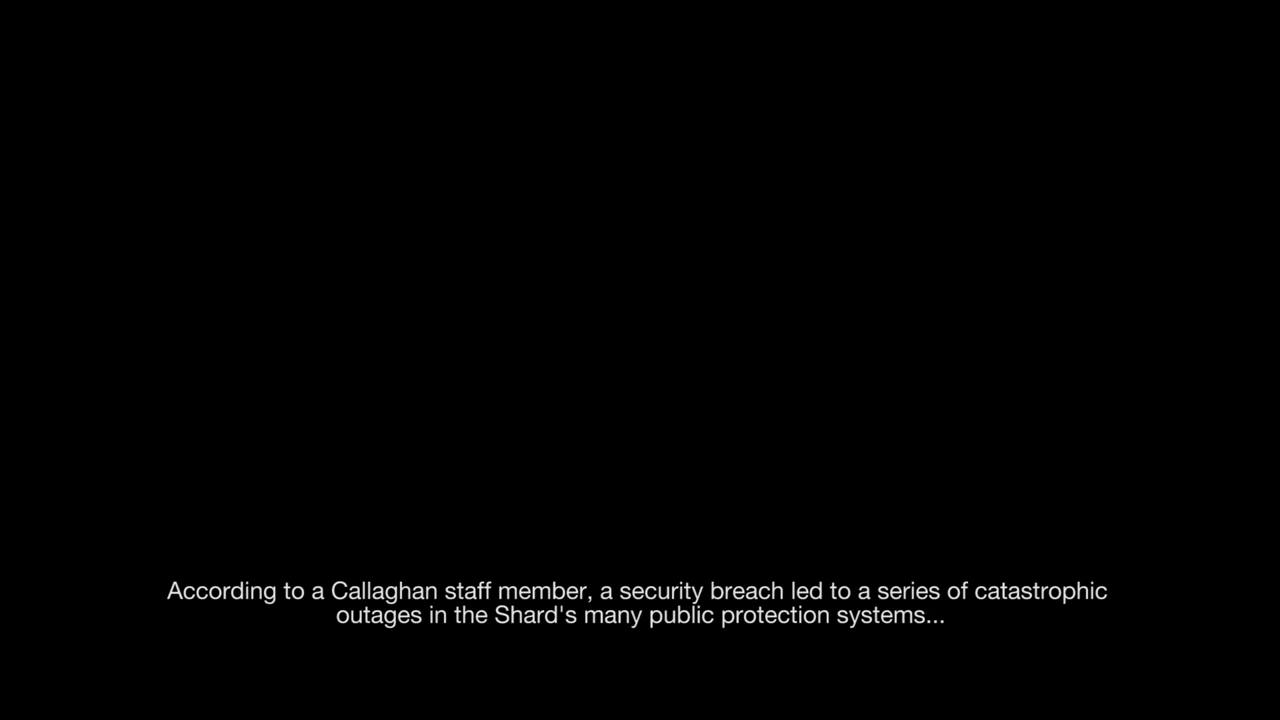 According to a Callaghan staff member, a security breach led to a series of catastrophic
outages in the Shard's many public protection systems...